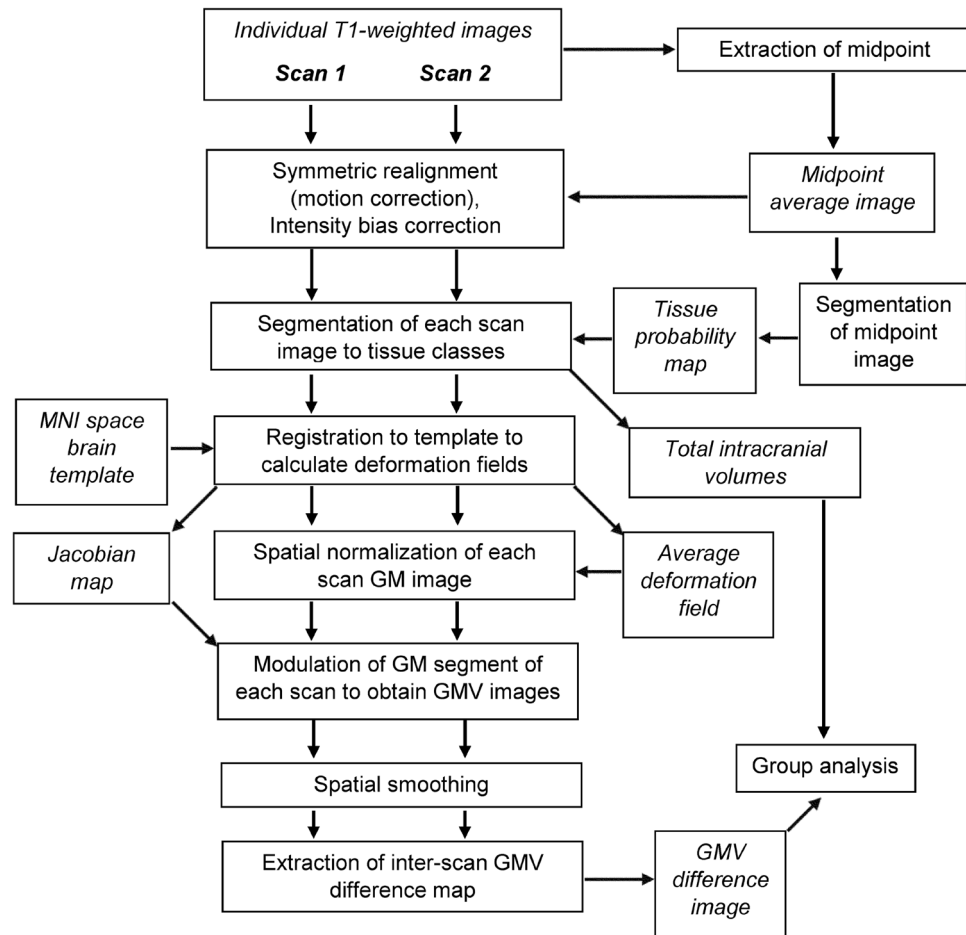 Individual T1-weighted images
Scan 1 Scan 2
Extraction of midpoint
Symmetric realignment
(motion correction),
Intensity bias correction
Midpoint
average image
Segmentation of each scan
image to tissue classes
Tissue
probability
map
Segmentation
of midpoint
image
MNI space
brain
template
Registration to template to
calculate deformation fields
Total intracranial
volumes
Jacobian
map
Spatial normalization of each
scan GM image
Average
deformation
field
Modulation of GM segment of
each scan to obtain GMV images
Spatial smoothing
Group analysis
Extraction of inter-scan GMV
difference map
GMV
difference
image